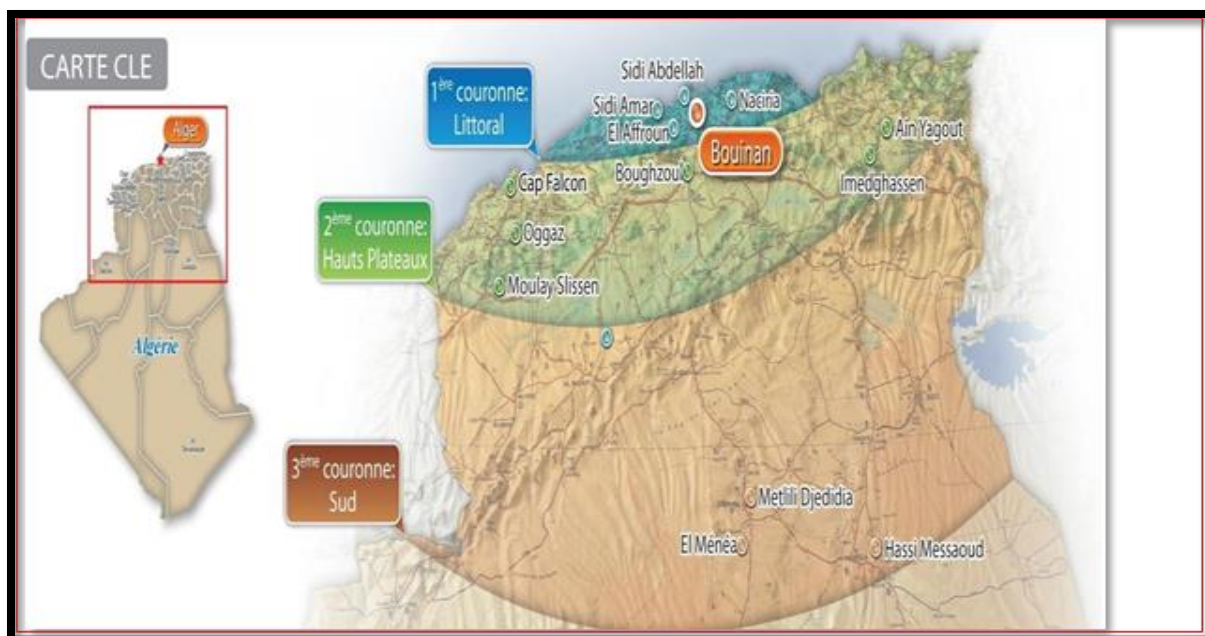 CARTE CLE
Alger
Algérie
1ère couronne:
Littoral
2ème couronne:
Hauts Plateaux
3ème couronne:
Sud
Sidi Abdellah
Sidi Amar
Naciria
El Affroun
Bouinan
Ain Yagout
Boughzoul
Imedghassen
Cap Falcon
Oggaz
Moulay Slissen
Metlili Djedidia
El Ménéa
Hassi Messaoud